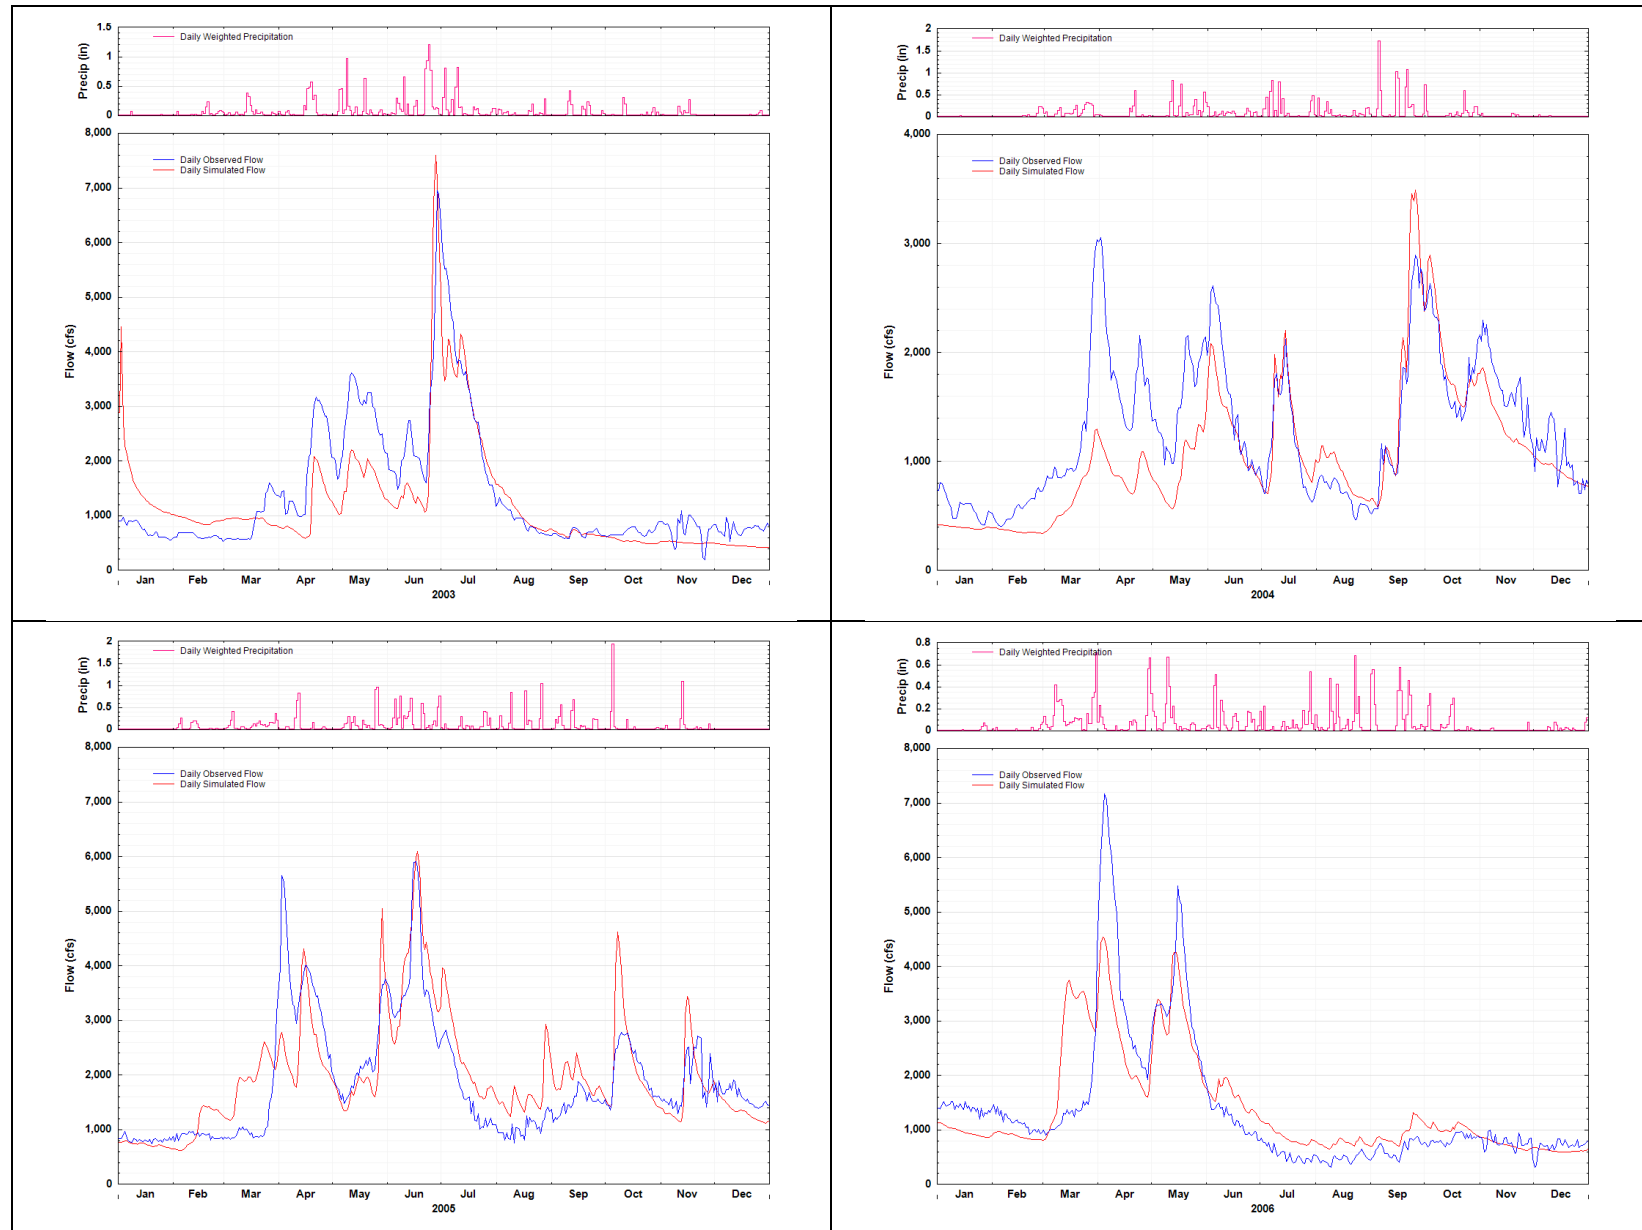 1.5
1
0.5
0
Precip (in)
Daily Weighted Precipitation
8,000
7,000
6,000
5,000
4,000
3,000
2,000
1,000
0
Flow (cfs)
Daily Observed Flow
Daily Simulated Flow
Jan Feb Mar Apr May Jun Jul Aug Sep Oct Nov Dec
2003
2
1.5
1
0.5
0
Precip (in)
Daily Weighted Precipitation
4,000
3,000
2,000
1,000
0
Flow (cfs)
Daily Observed Flow
Daily Simulated Flow
Jan Feb Mar Apr May Jun Jul Aug Sep Oct Nov Dec
2004
2
1.5
1
0.5
0
Precip (in)
Daily Weighted Precipitation
8,000
7,000
6,000
5,000
4,000
3,000
2,000
1,000
0
Flow (cfs)
Daily Observed Flow
Daily Simulated Flow
Jan Feb Mar Apr May Jun Jul Aug Sep Oct Nov Dec
2005
0.8
0.6
0.4
0.2
0
Precip (in)
Daily Weighted Precipitation
8,000
7,000
6,000
5,000
4,000
3,000
2,000
1,000
0
Flow (cfs)
Daily Observed Flow
Daily Simulated Flow
Jan Feb Mar Apr May Jun Jul Aug Sep Oct Nov Dec
2006